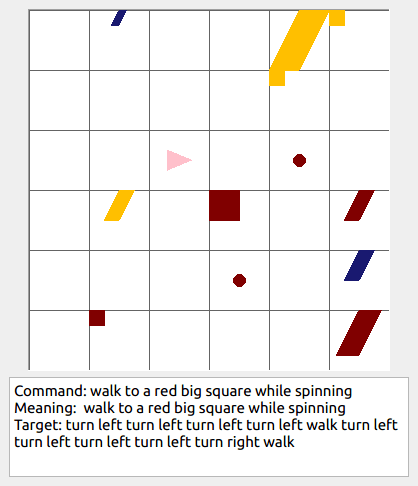 Command: walk to a red big square while spinning
Meaning:  walk to a red big square while spinning
Target: turn left turn left turn left turn left walk turn left
turn left turn left turn left turn right walk